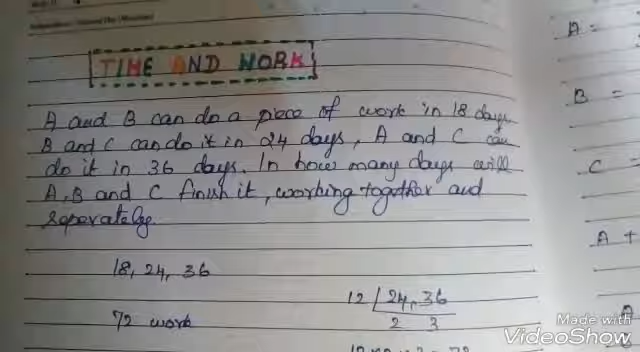 TIME AND WORK
A and B can do a piece of work in 18 days
B and C can do it in 24 days, A and C can
do it in 36 days. In how many days will
A, B and C finish it, working together and
seperately.
18, 24, 36
12 24, 36
2 3
72 work
A =
B =
C =
A +
Made with
VideoShow